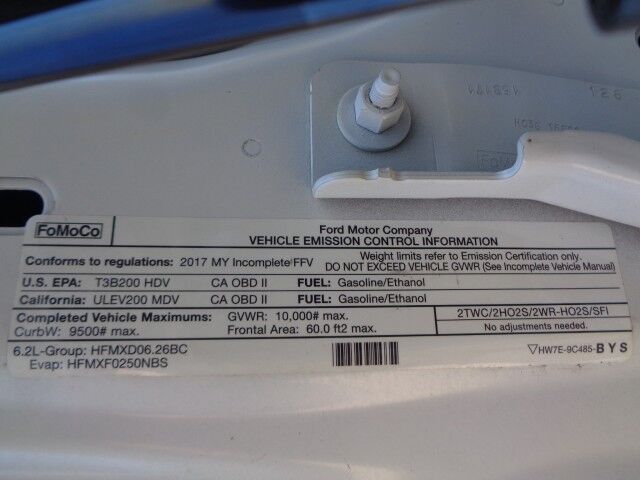 158171
126
HC3B
FoMoCo
Ford Motor Company
VEHICLE EMISSION CONTROL INFORMATION
Conforms to regulations: 2017 MY Incomplete FFV
Weight limits refer to Emission Certification only.
DO NOT EXCEED VEHICLE GVWR (See Incomplete Vehicle Manual)
U.S. EPA: T3B200 HDV CA OBD II FUEL: Gasoline/Ethanol
California: ULEV200 MDV CA OBD II FUEL: Gasoline/Ethanol
Completed Vehicle Maximums: GVWR: 10,000# max.
CurbW: 9500# max. Frontal Area: 60.0 ft2 max.
2TWC/2HO2S/2WR-HO2S/SFI
No adjustments needed.
6.2L-Group: HFMXD06.26BC
Evap: HFMXF0250NBS
▽HW7E-9C485-BYS